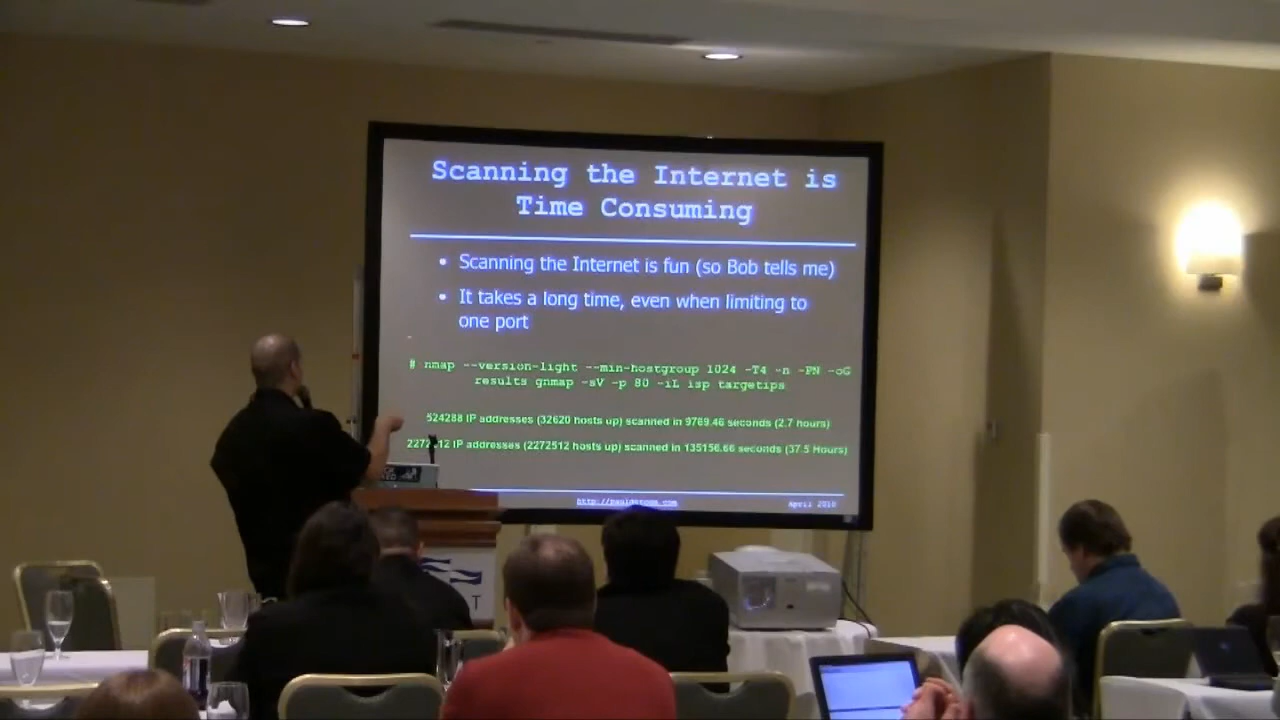 Scanning the Internet is
Time Consuming
• Scanning the Internet is fun (so Bob tells me)
• It takes a long time, even when limiting to
one port
# nmap --version-light --min-hostgroup 1024 -T4 -n -PN -oG
results gnmap -sV -p 80 -iL isp targetips
524288 IP addresses (32620 hosts up) scanned in 9769.46 seconds (2.7 hours)
IP addresses (2272512 hosts up) scanned in 135156.66 seconds (37.5 Hours)
April 2010